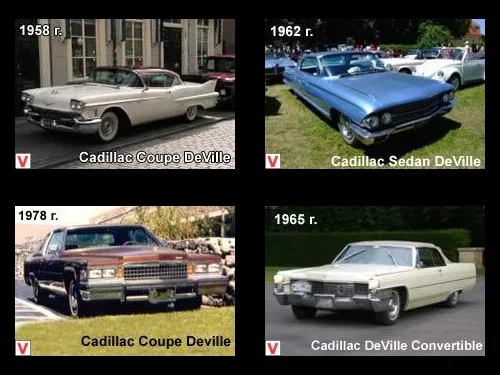 1958 г.
Cadillac Coupe DeVille
V
1962 г.
Cadillac Sedan DeVille
V
1978 г.
Cadillac Coupe Deville
V
1965 г.
Cadillac DeVille Convertible
V